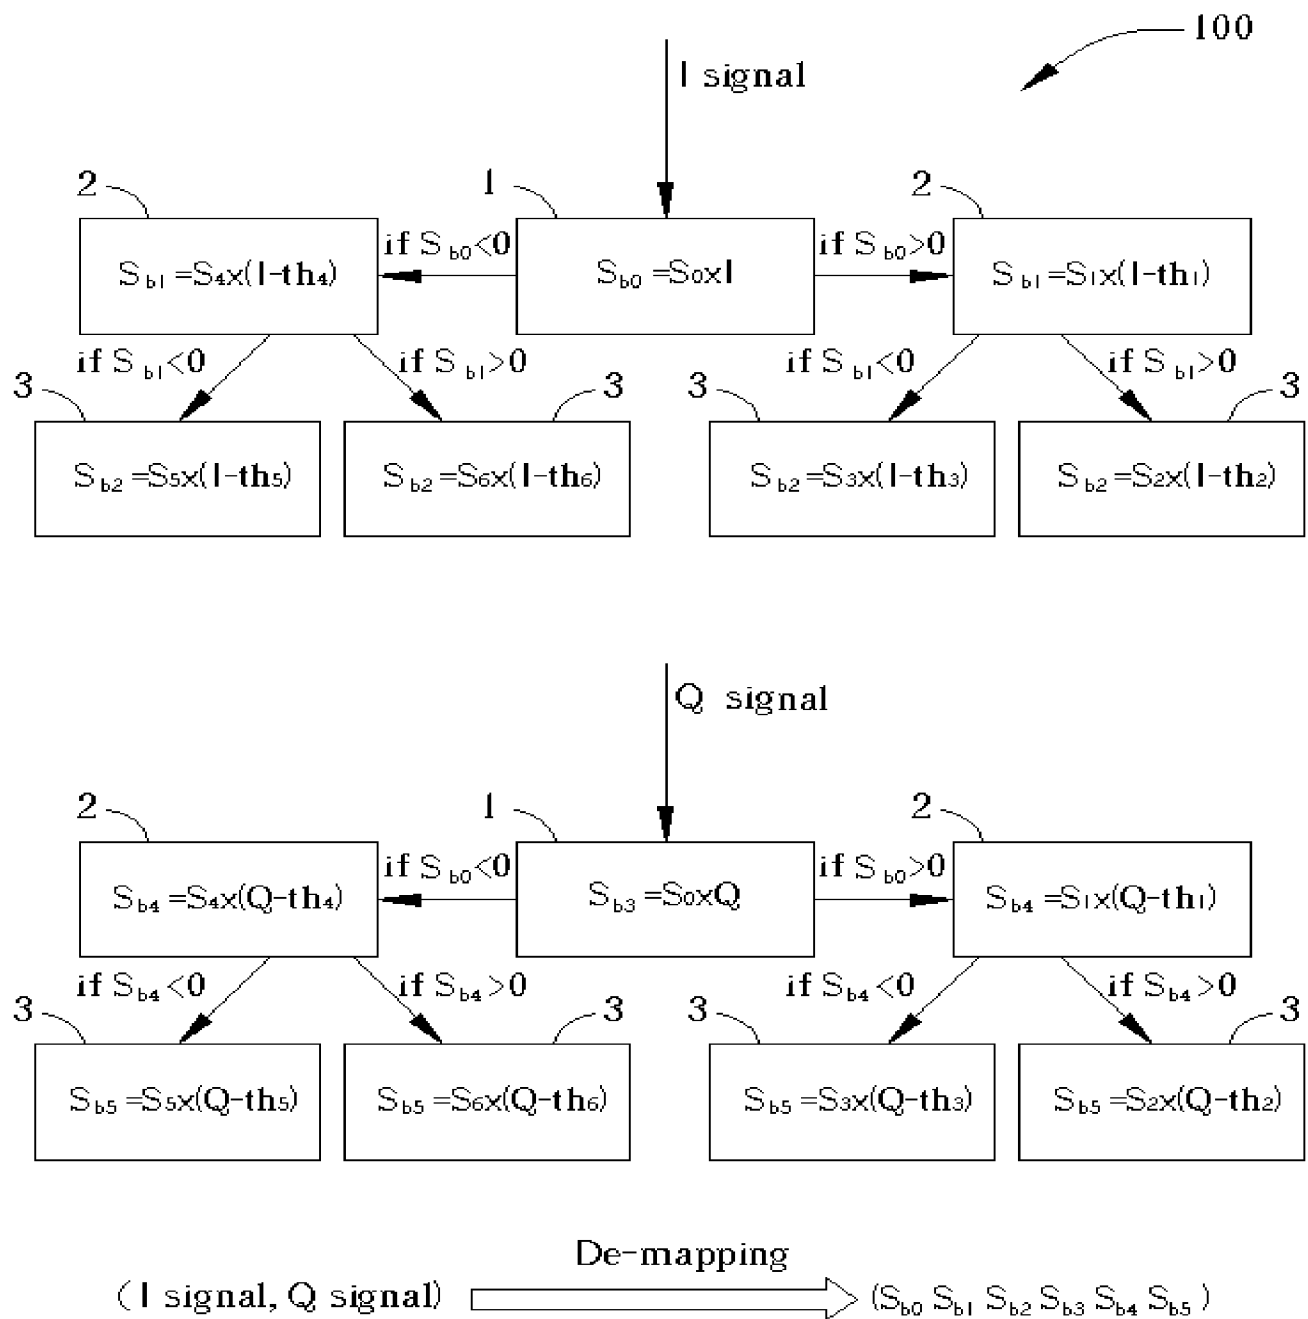 100
I signal
2
1
2
if Sb0<0
if Sb0>0
Sb1=S4x(I-th4)
Sb0=S0xI
Sb1=S1x(I-th1)
if Sb1<0
if Sb1>0
if Sb1<0
if Sb1>0
3
3
3
3
Sb2=S5x(I-th5)
Sb2=S6x(I-th6)
Sb2=S3x(I-th3)
Sb2=S2x(I-th2)
Q signal
2
1
2
if Sb0<0
if Sb0>0
Sb4=S4x(Q-th4)
Sb3=S0xQ
Sb4=S1x(Q-th1)
if Sb4<0
if Sb4>0
if Sb4<0
if Sb4>0
3
3
3
3
Sb5=S5x(Q-th5)
Sb5=S6x(Q-th6)
Sb5=S3x(Q-th3)
Sb5=S2x(Q-th2)
De-mapping
(I signal, Q signal)
(Sb0 Sb1 Sb2 Sb3 Sb4 Sb5)